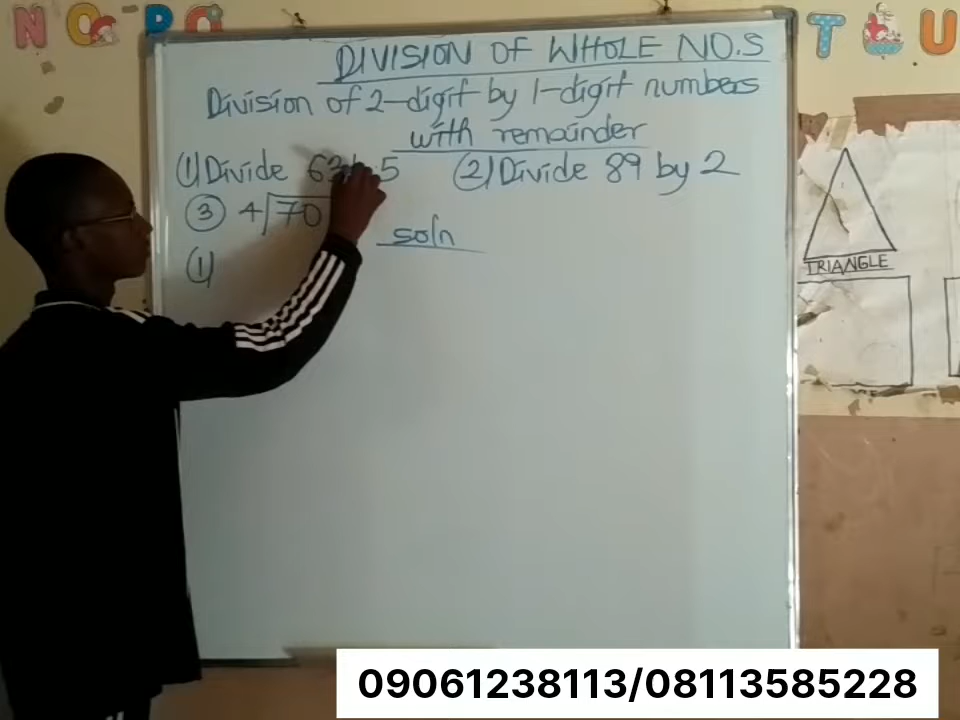 N O P Q
T U
DIVISION OF WHOLE NO.S
Division of 2-digit by 1-digit numbers
with remainder
(1) Divide 63 5
(2) Divide 89 by 2
(3) 4)70
soln
(1)
TRIANGLE
09061238113/08113585228